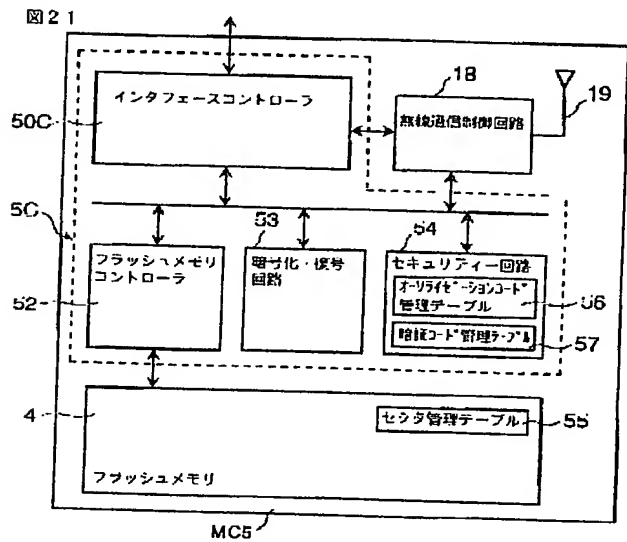 図21
インタフェースコントローラ
50C
18
無線通信制御回路
19
5C
53
54
フラッシュメモリ
コントローラ
暗号化・復号
回路
セキュリティー回路
オーソライゼーションコード
管理テーブル
56
52
暗証コード管理テーブル
57
4
セクタ管理テーブル
55
フラッシュメモリ
MC5